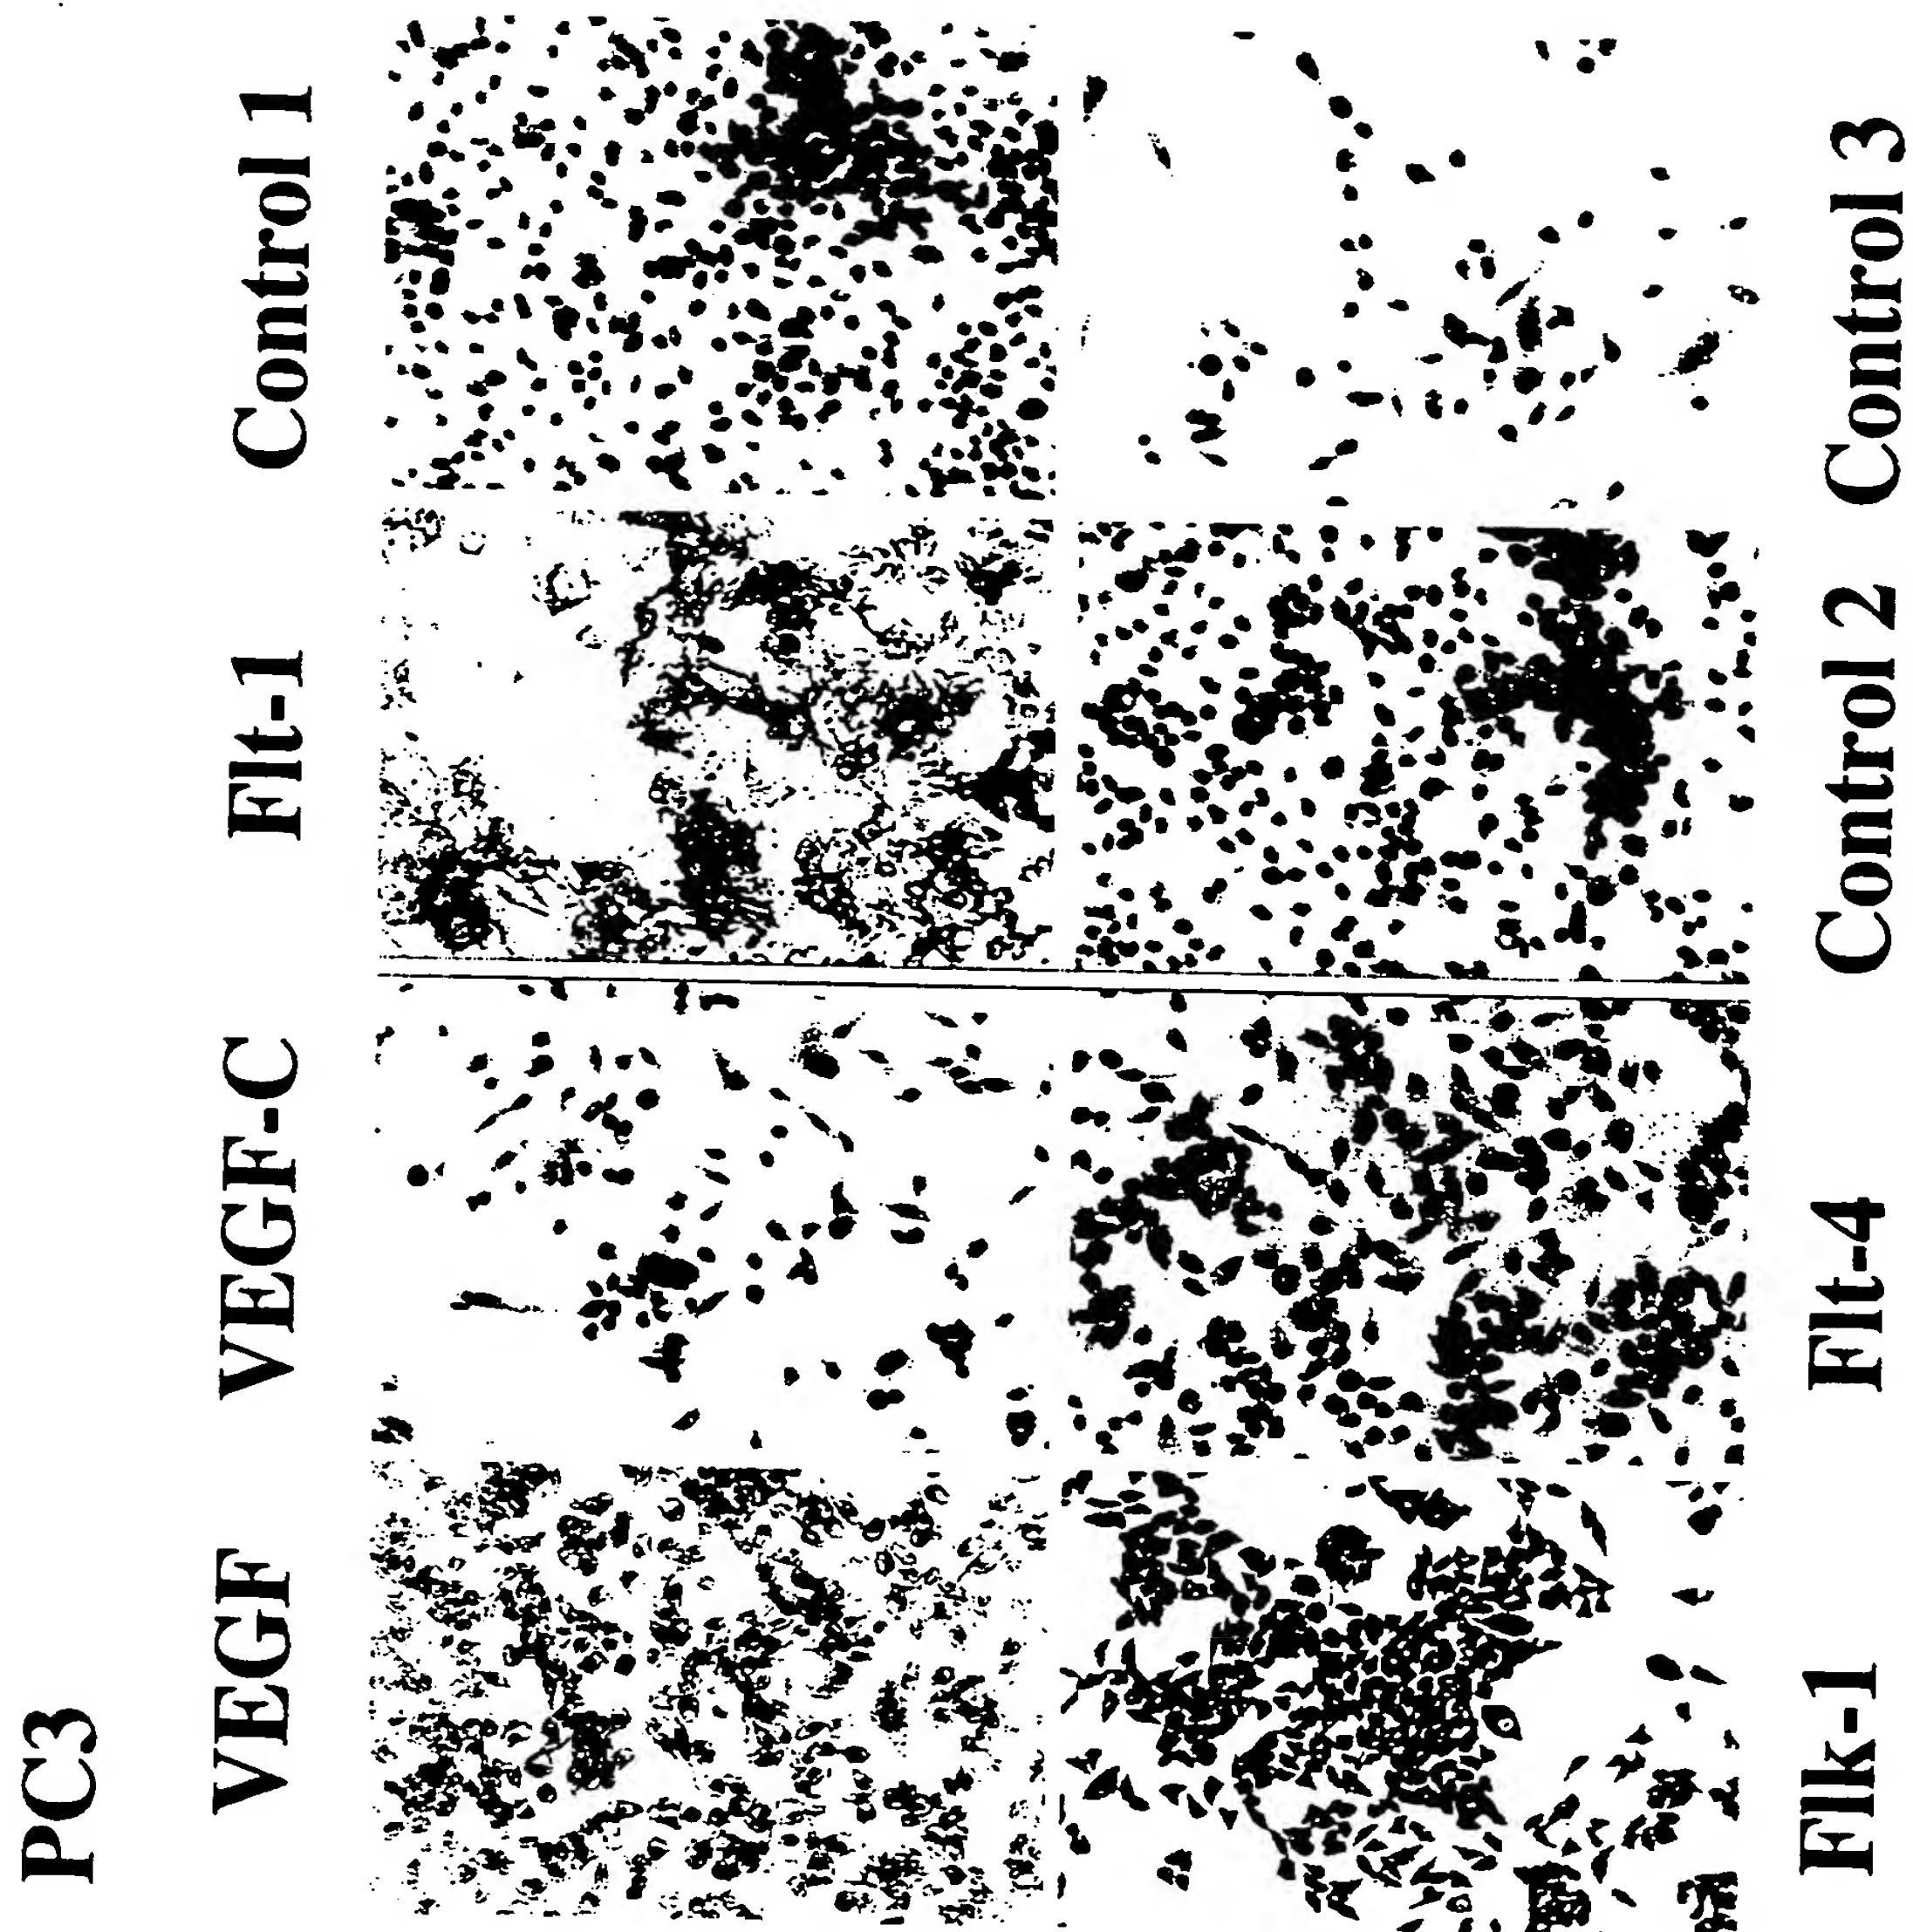 PC3
VEGF VEGF-C Flt-1 Control 1
Flk-1 Flt-4 Control 2 Control 3